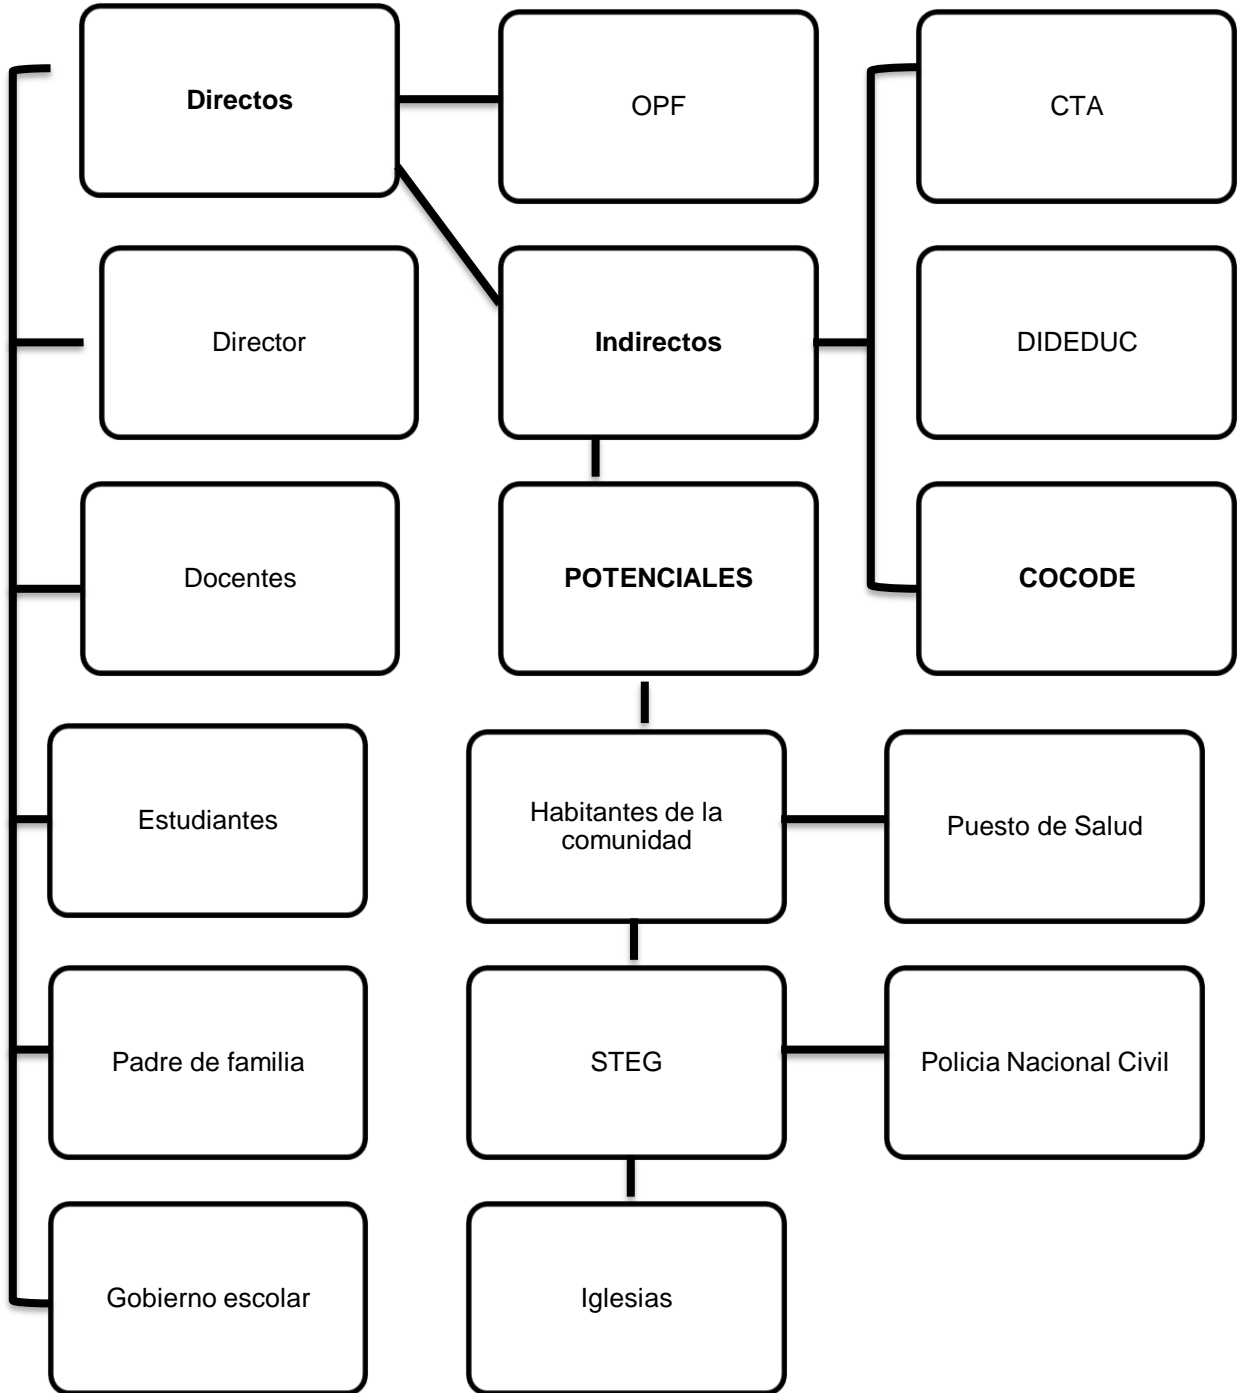 Directos
OPF
CTA
Director
Indirectos
DIDEDUC
Docentes
POTENCIALES
COCODE
Estudiantes
Habitantes de la
comunidad
Puesto de Salud
Padre de familia
STEG
Policia Nacional Civil
Gobierno escolar
Iglesias